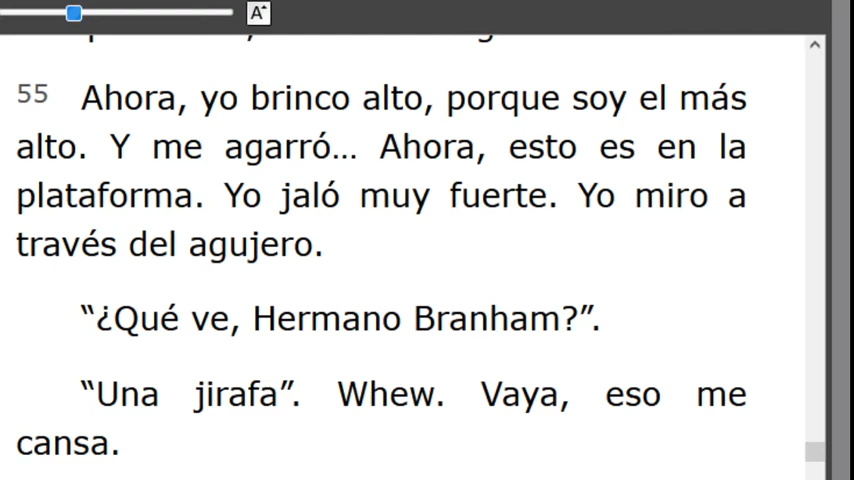 A
55 Ahora, yo brinco alto, porque soy el más
alto. Y me agarró... Ahora, esto es en la
plataforma. Yo jaló muy fuerte. Yo miro a
través del agujero.
“¿Qué ve, Hermano Branham?”.
“Una jirafa”. Whew. Vaya, eso me
cansa.